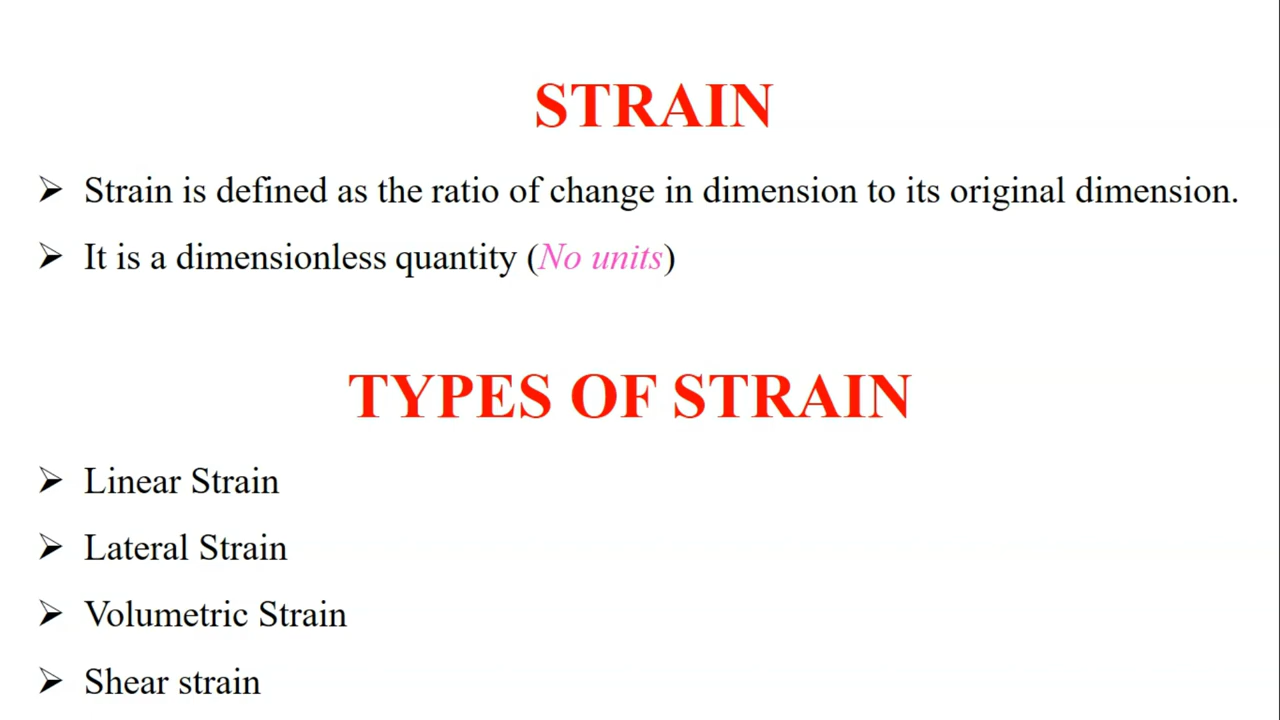 STRAIN
➢ Strain is defined as the ratio of change in dimension to its original dimension.
➢ It is a dimensionless quantity (No units)
TYPES OF STRAIN
➢ Linear Strain
➢ Lateral Strain
➢ Volumetric Strain
➢ Shear strain